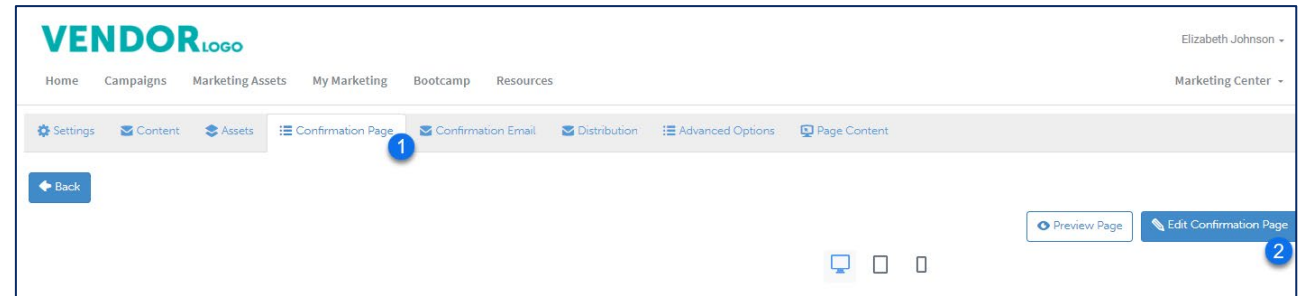 VENDOR LOGO
Elizabeth Johnson
Home Campaigns Marketing Assets My Marketing Bootcamp Resources Marketing Center
Settings Content Assets Confirmation Page Confirmation Email Distribution Advanced Options Page Content
1
Back
Preview Page Edit Confirmation Page
2